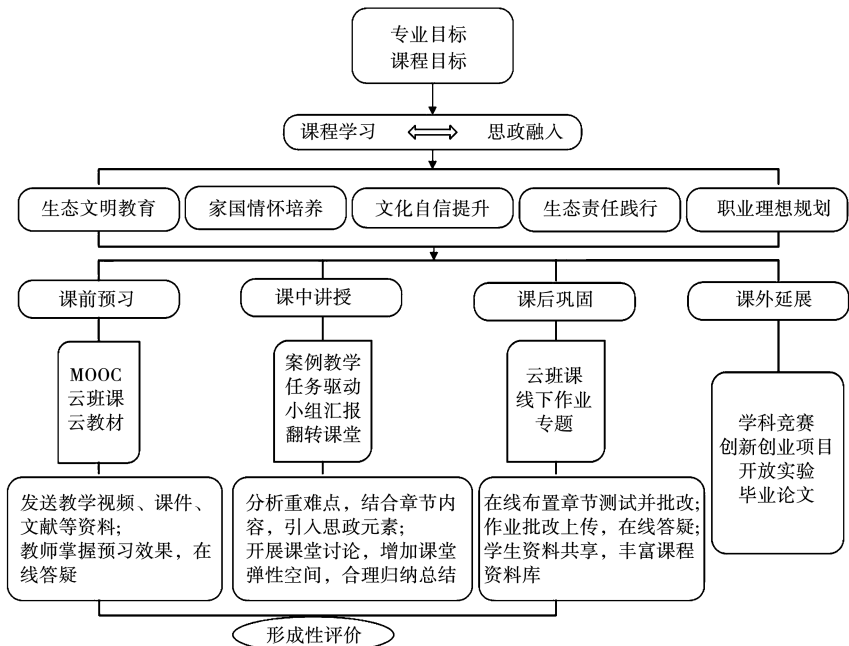 专业目标
课程目标
课程学习 思政融入
生态文明教育 家国情怀培养 文化自信提升 生态责任践行 职业理想规划
课前预习 课中讲授 课后巩固 课外延展
MOOC
云班课
云教材
案例教学
任务驱动
小组汇报
翻转课堂
云班课
线下作业
专题
学科竞赛
创新创业项目
开放实验
毕业论文
发送教学视频、课件、
文献等资料;
教师掌握预习效果，在
线答疑
分析重难点，结合章节内
容，引入思政元素;
开展课堂讨论，增加课堂
弹性空间，合理归纳总结
在线布置章节测试并批改;
作业批改上传，在线答疑;
学生资料共享，丰富课程
资料库
形成性评价